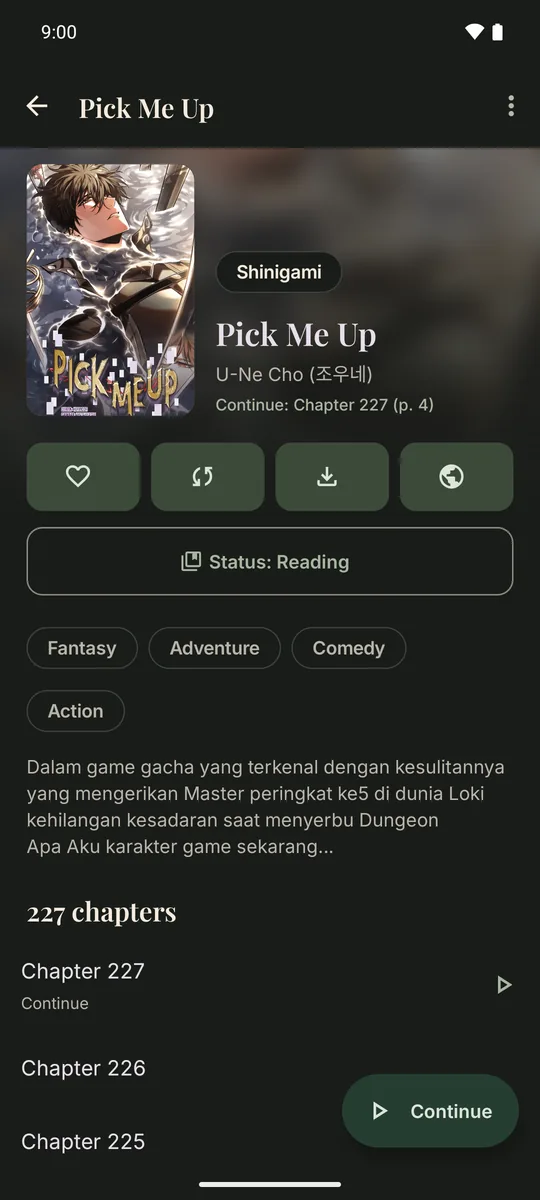 9:00
Pick Me Up
PICK ME UP
Shinigami
Pick Me Up
U-Ne Cho (조우네)
Continue: Chapter 227 (p. 4)
Status: Reading
Fantasy
Adventure
Comedy
Action
Dalam game gacha yang terkenal dengan kesulitannya
yang mengerikan Master peringkat ke5 di dunia Loki
kehilangan kesadaran saat menyerbu Dungeon
Apa Aku karakter game sekarang...
227 chapters
Chapter 227
Continue
Chapter 226
Continue
Chapter 225